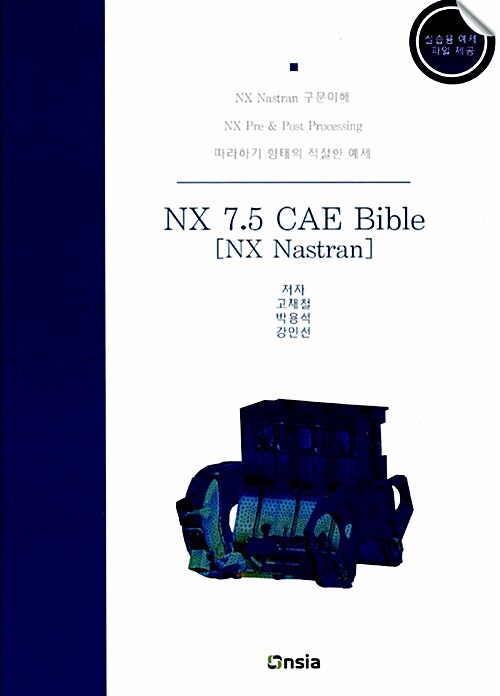 실습용 예제
파일 제공
NX Nastran 구문이해
NX Pre & Post Processing
따라하기 형태의 적절한 예제
NX 7.5 CAE Bible
[NX Nastran]
저자
고재철
박용석
강인선
Onsia